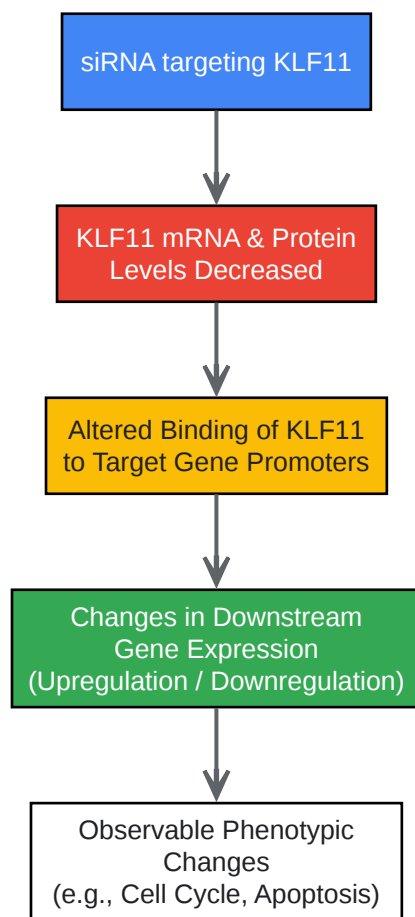 siRNA targeting KLF11
KLF11 mRNA & Protein
Levels Decreased
Altered Binding of KLF11
to Target Gene Promoters
Changes in Downstream
Gene Expression
(Upregulation / Downregulation)
Observable Phenotypic
Changes
(e.g., Cell Cycle, Apoptosis)